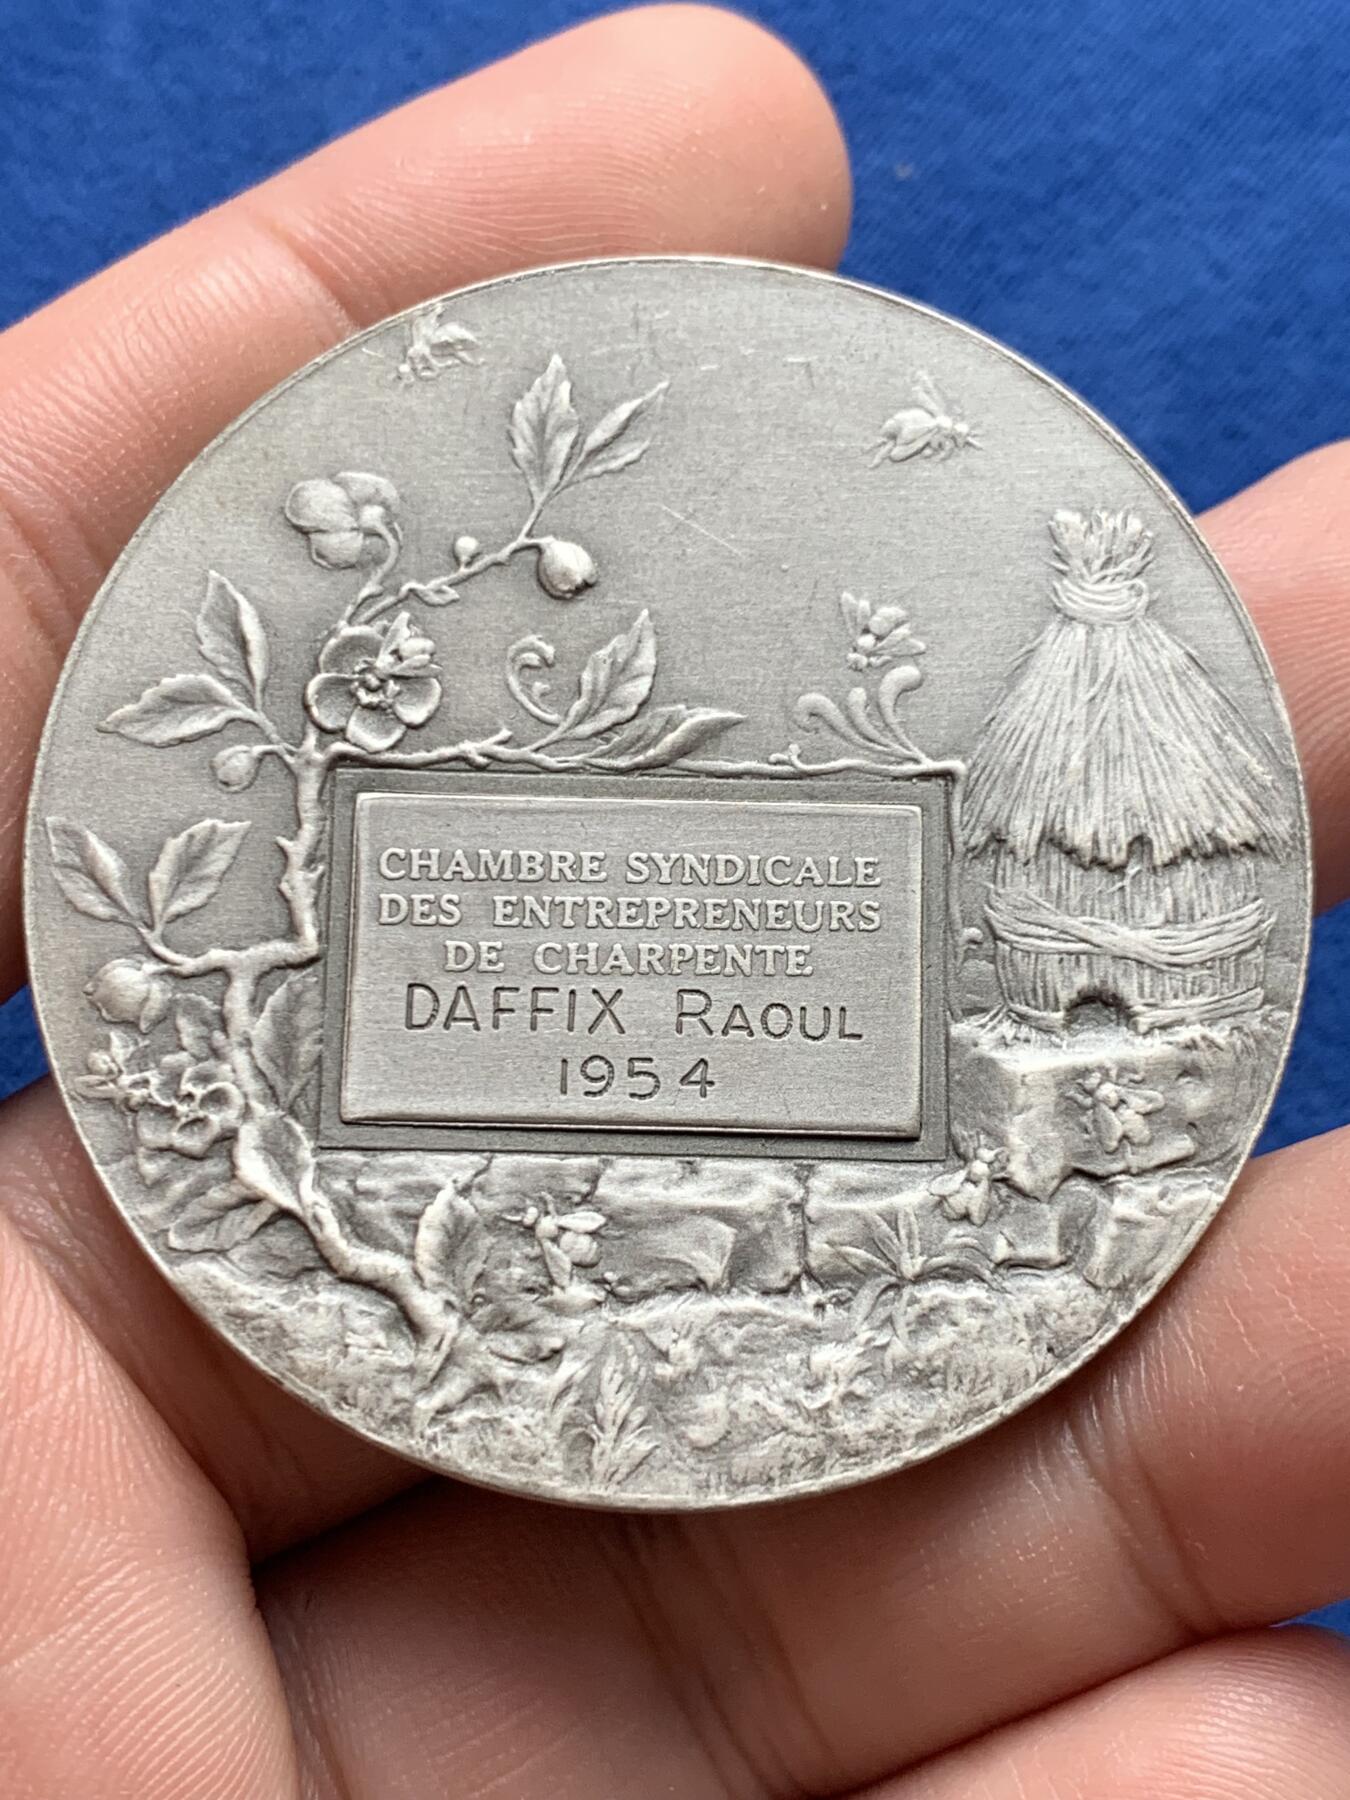 CHAMBRE SYNDICALE
DES ENTREPRENEURS
DE CHARPENTE
DAFFIX RAOUL
1954